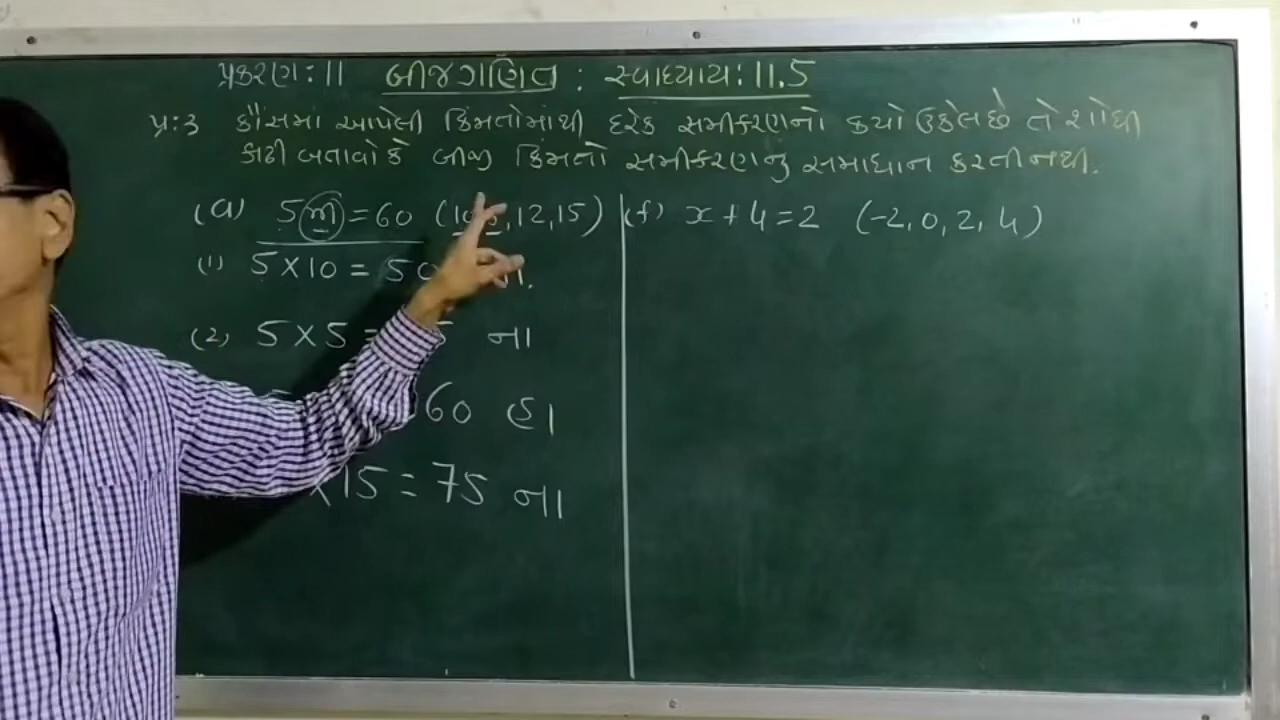 પ્રકરણ: 11 બીજગણિત : સ્વાધ્યાય: 11.5
પ્ર: ૩ કૌંસમાં આપેલી કિંમતોમાંથી દરેક સમીકરણનો કયો ઉકેલ છે તે શોધી
કાઢી બતાવો કે બીજી કિંમતો સમીકરણનું સમાધાન કરતી નથી.
(a) 5m = 60 (10, 5, 12, 15)
(1) 5 × 10 = 50
(2) 5 × 5 = ના
60 હા
× 15 = 75 ના
(f) x + 4 = 2 (-2, 0, 2, 4)